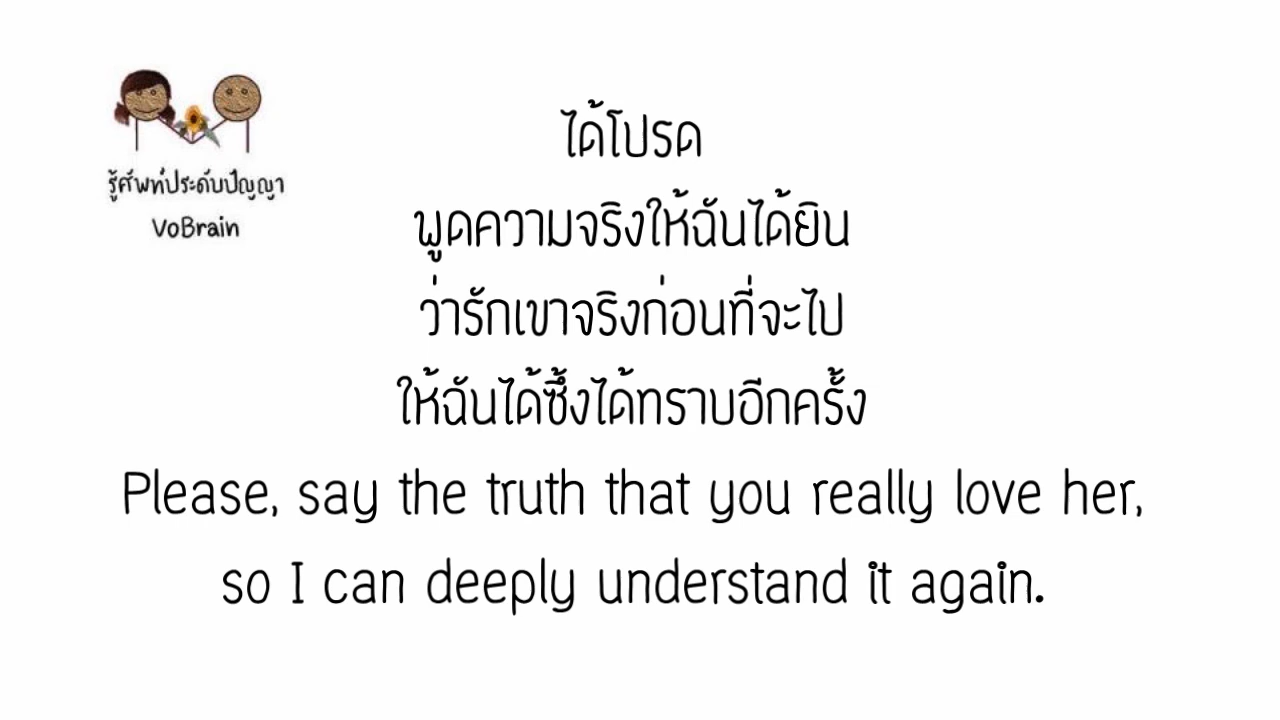 รู้ศัพท์ประดับปัญญา
VoBrain
ได้โปรด
พูดความจริงให้ฉันได้ยิน
ว่ารักเขาจริงก่อนที่จะไป
ให้ฉันได้ซึ้งได้ทราบอีกครั้ง
Please, say the truth that you really love her,
so I can deeply understand it again.